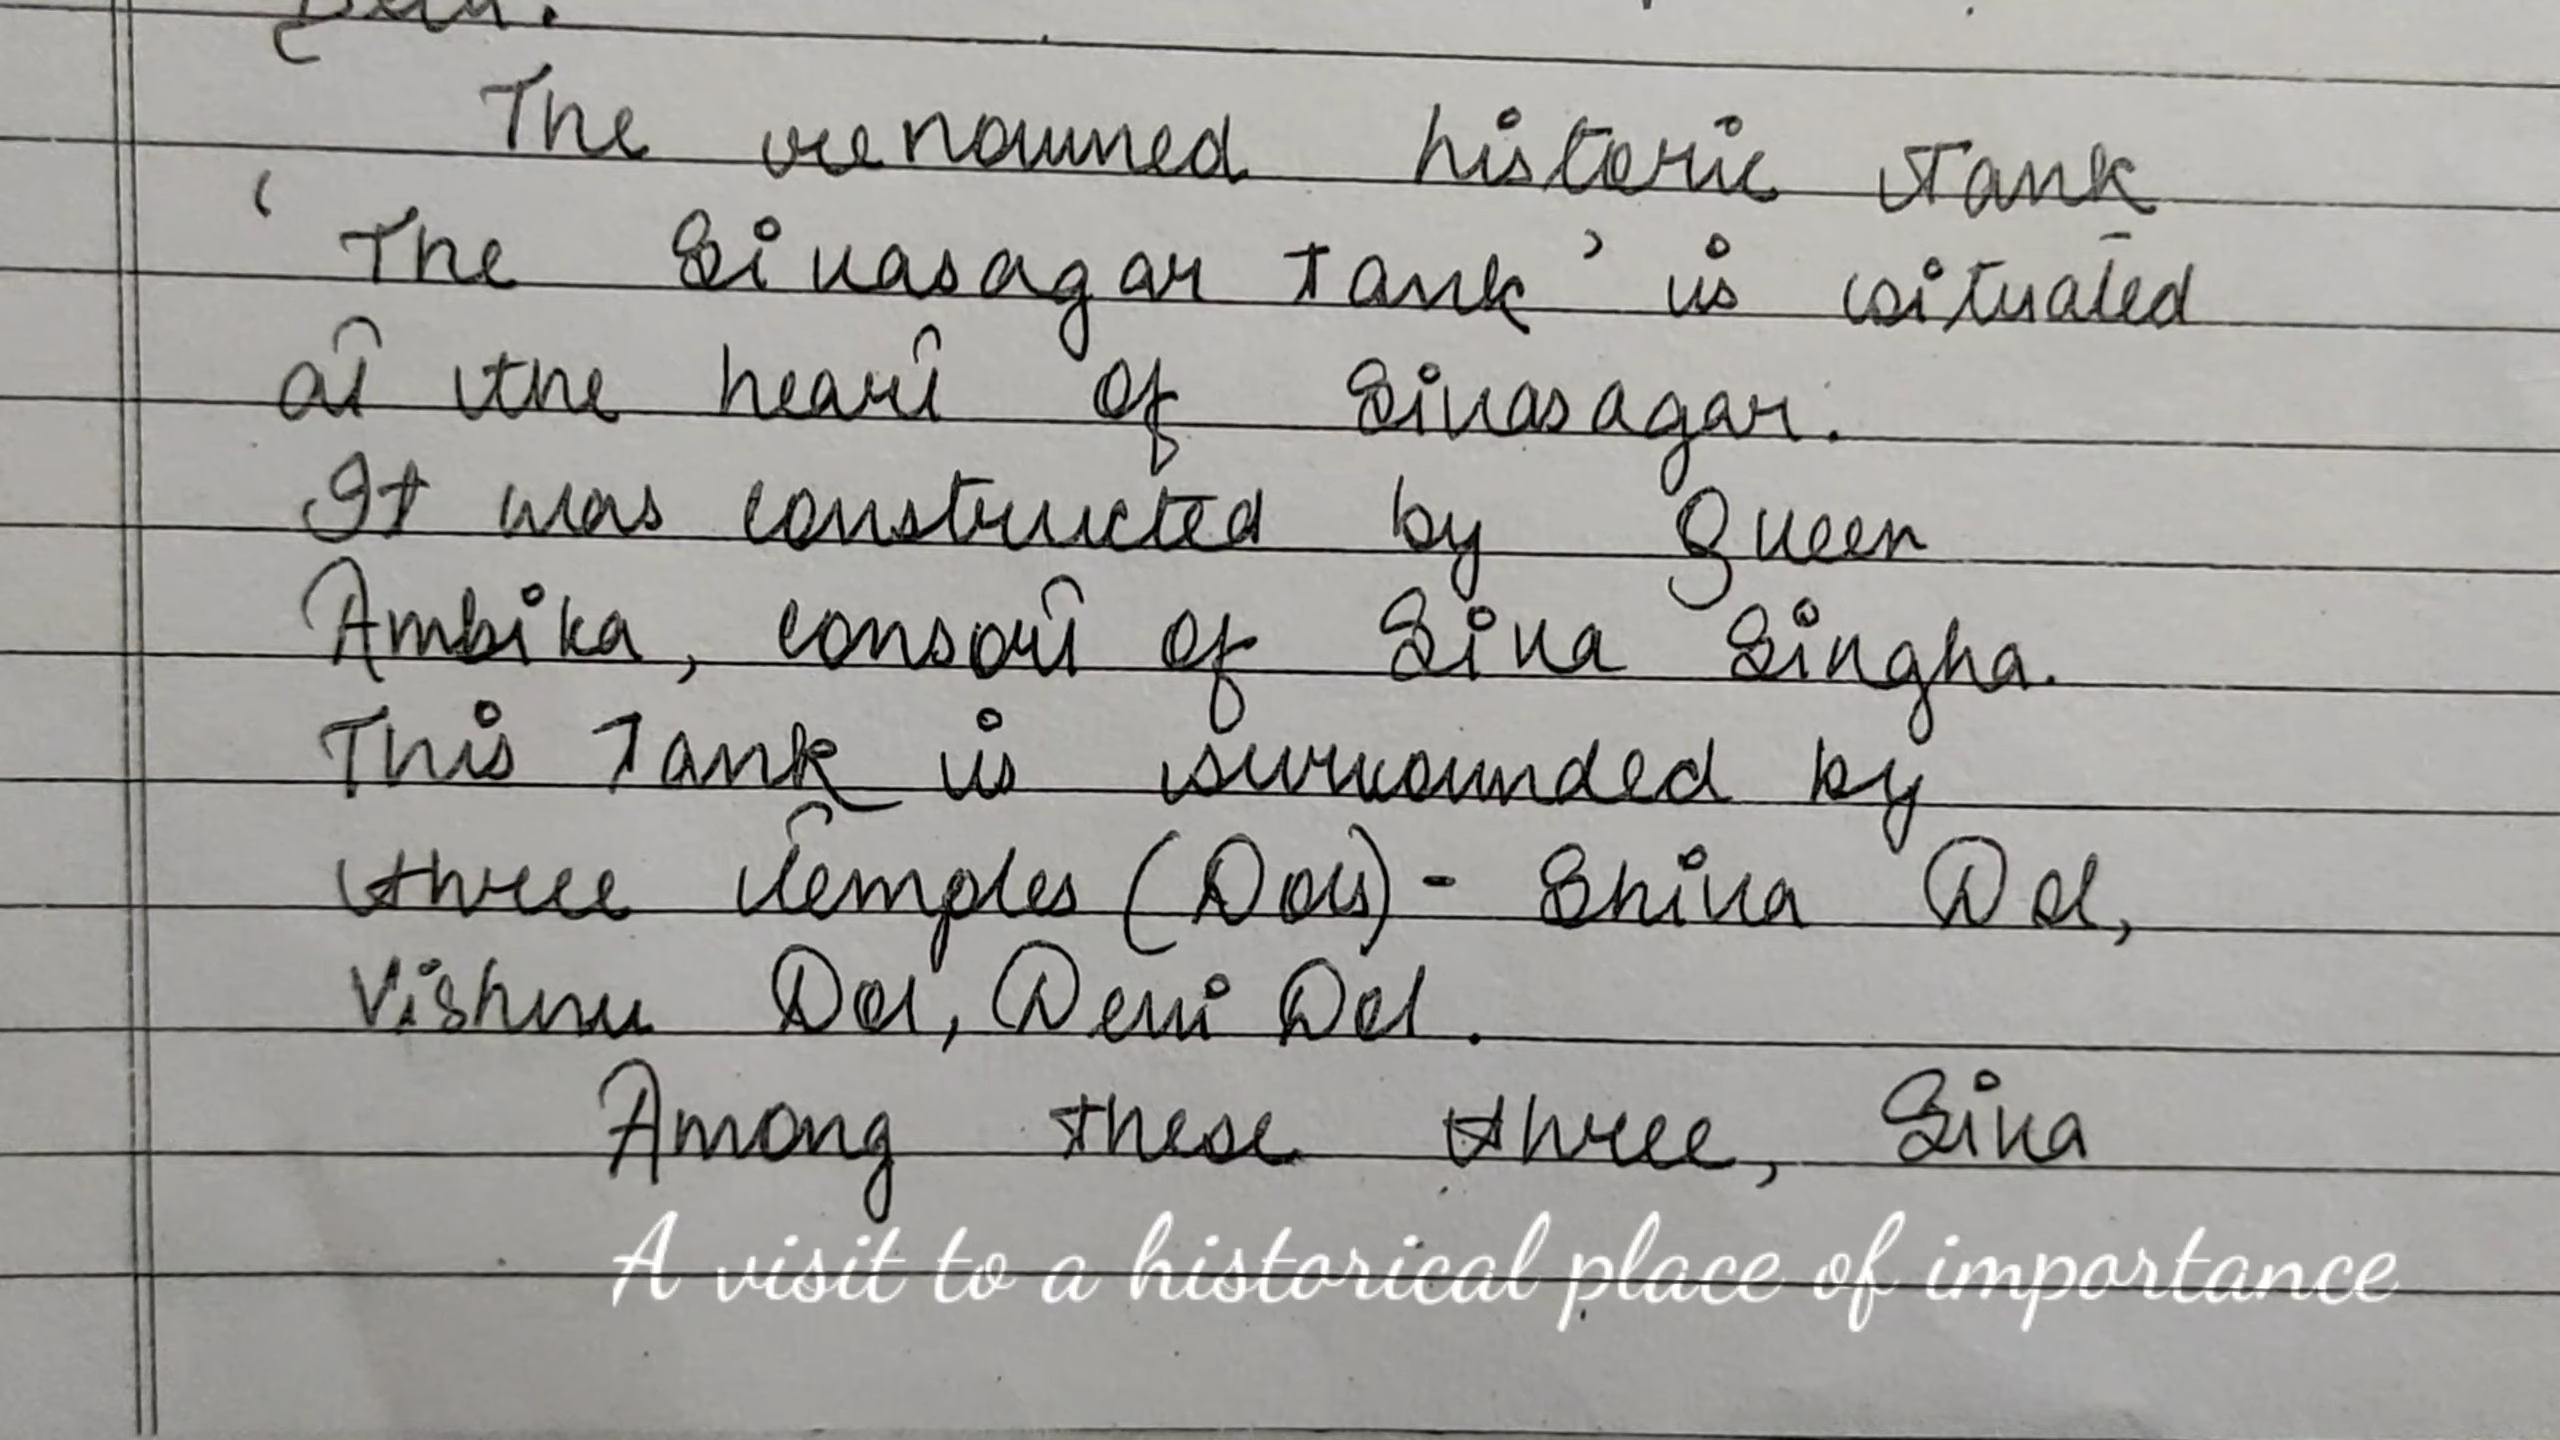 The renowned historic Tank
'The Sivasagar Tank' is situated
at the heart of Sivasagar.
It was constructed by Queen
Ambika, consort of Siva Singha.
This Tank is surrounded by
three temples (Dols) - Shiva Dol,
Vishnu Dol, Devi Dol.
Among these three, Siva
A visit to a historical place of importance